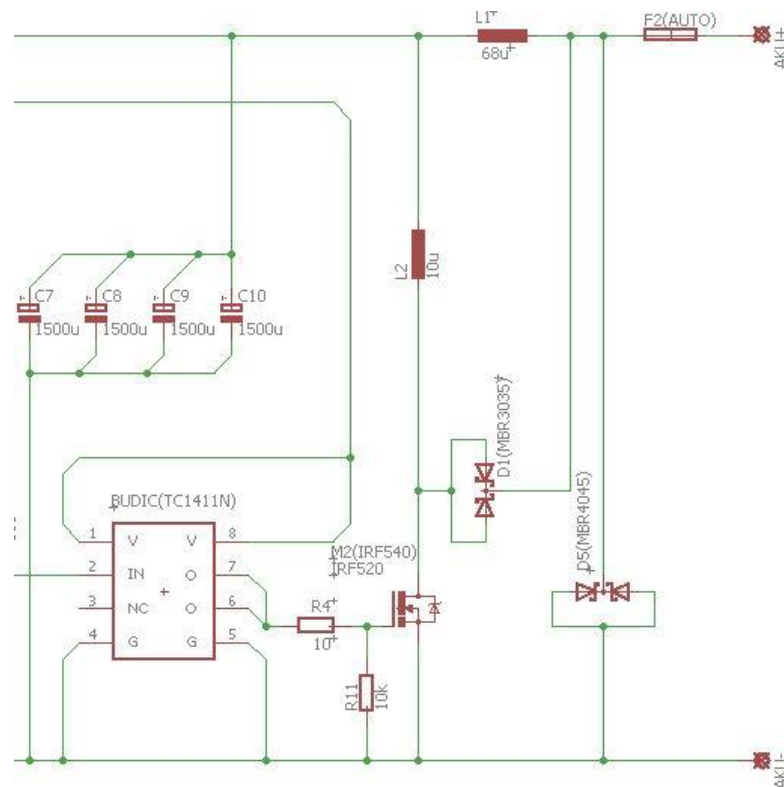 L1
68u
F2(AUTO)
AKU+
L2
10u
C7
C8
C9
C10
1500u
1500u
1500u
1500u
D1(MBR3035)
D5(MBR4045)
BUDIC(TC1411N)
1
V
V
8
2
IN
O
7
3
NC
O
6
4
G
G
5
M2(IRF540)
IRF520
R4
10
R11
10k
AKU-